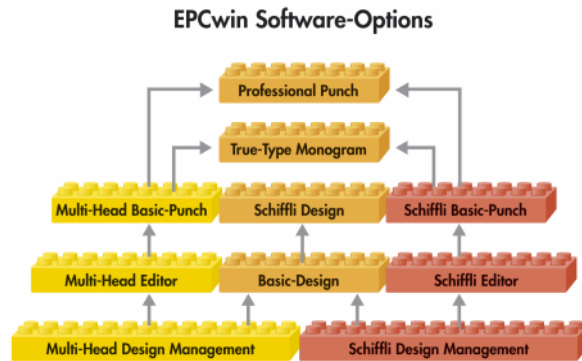 EPCwin Software-Options
Professional Punch
True-Type Monogram
Multi-Head Basic-Punch
Schiffli Design
Schiffli Basic-Punch
Multi-Head Editor
Basic-Design
Schiffli Editor
Multi-Head Design Management
Schiffli Design Management